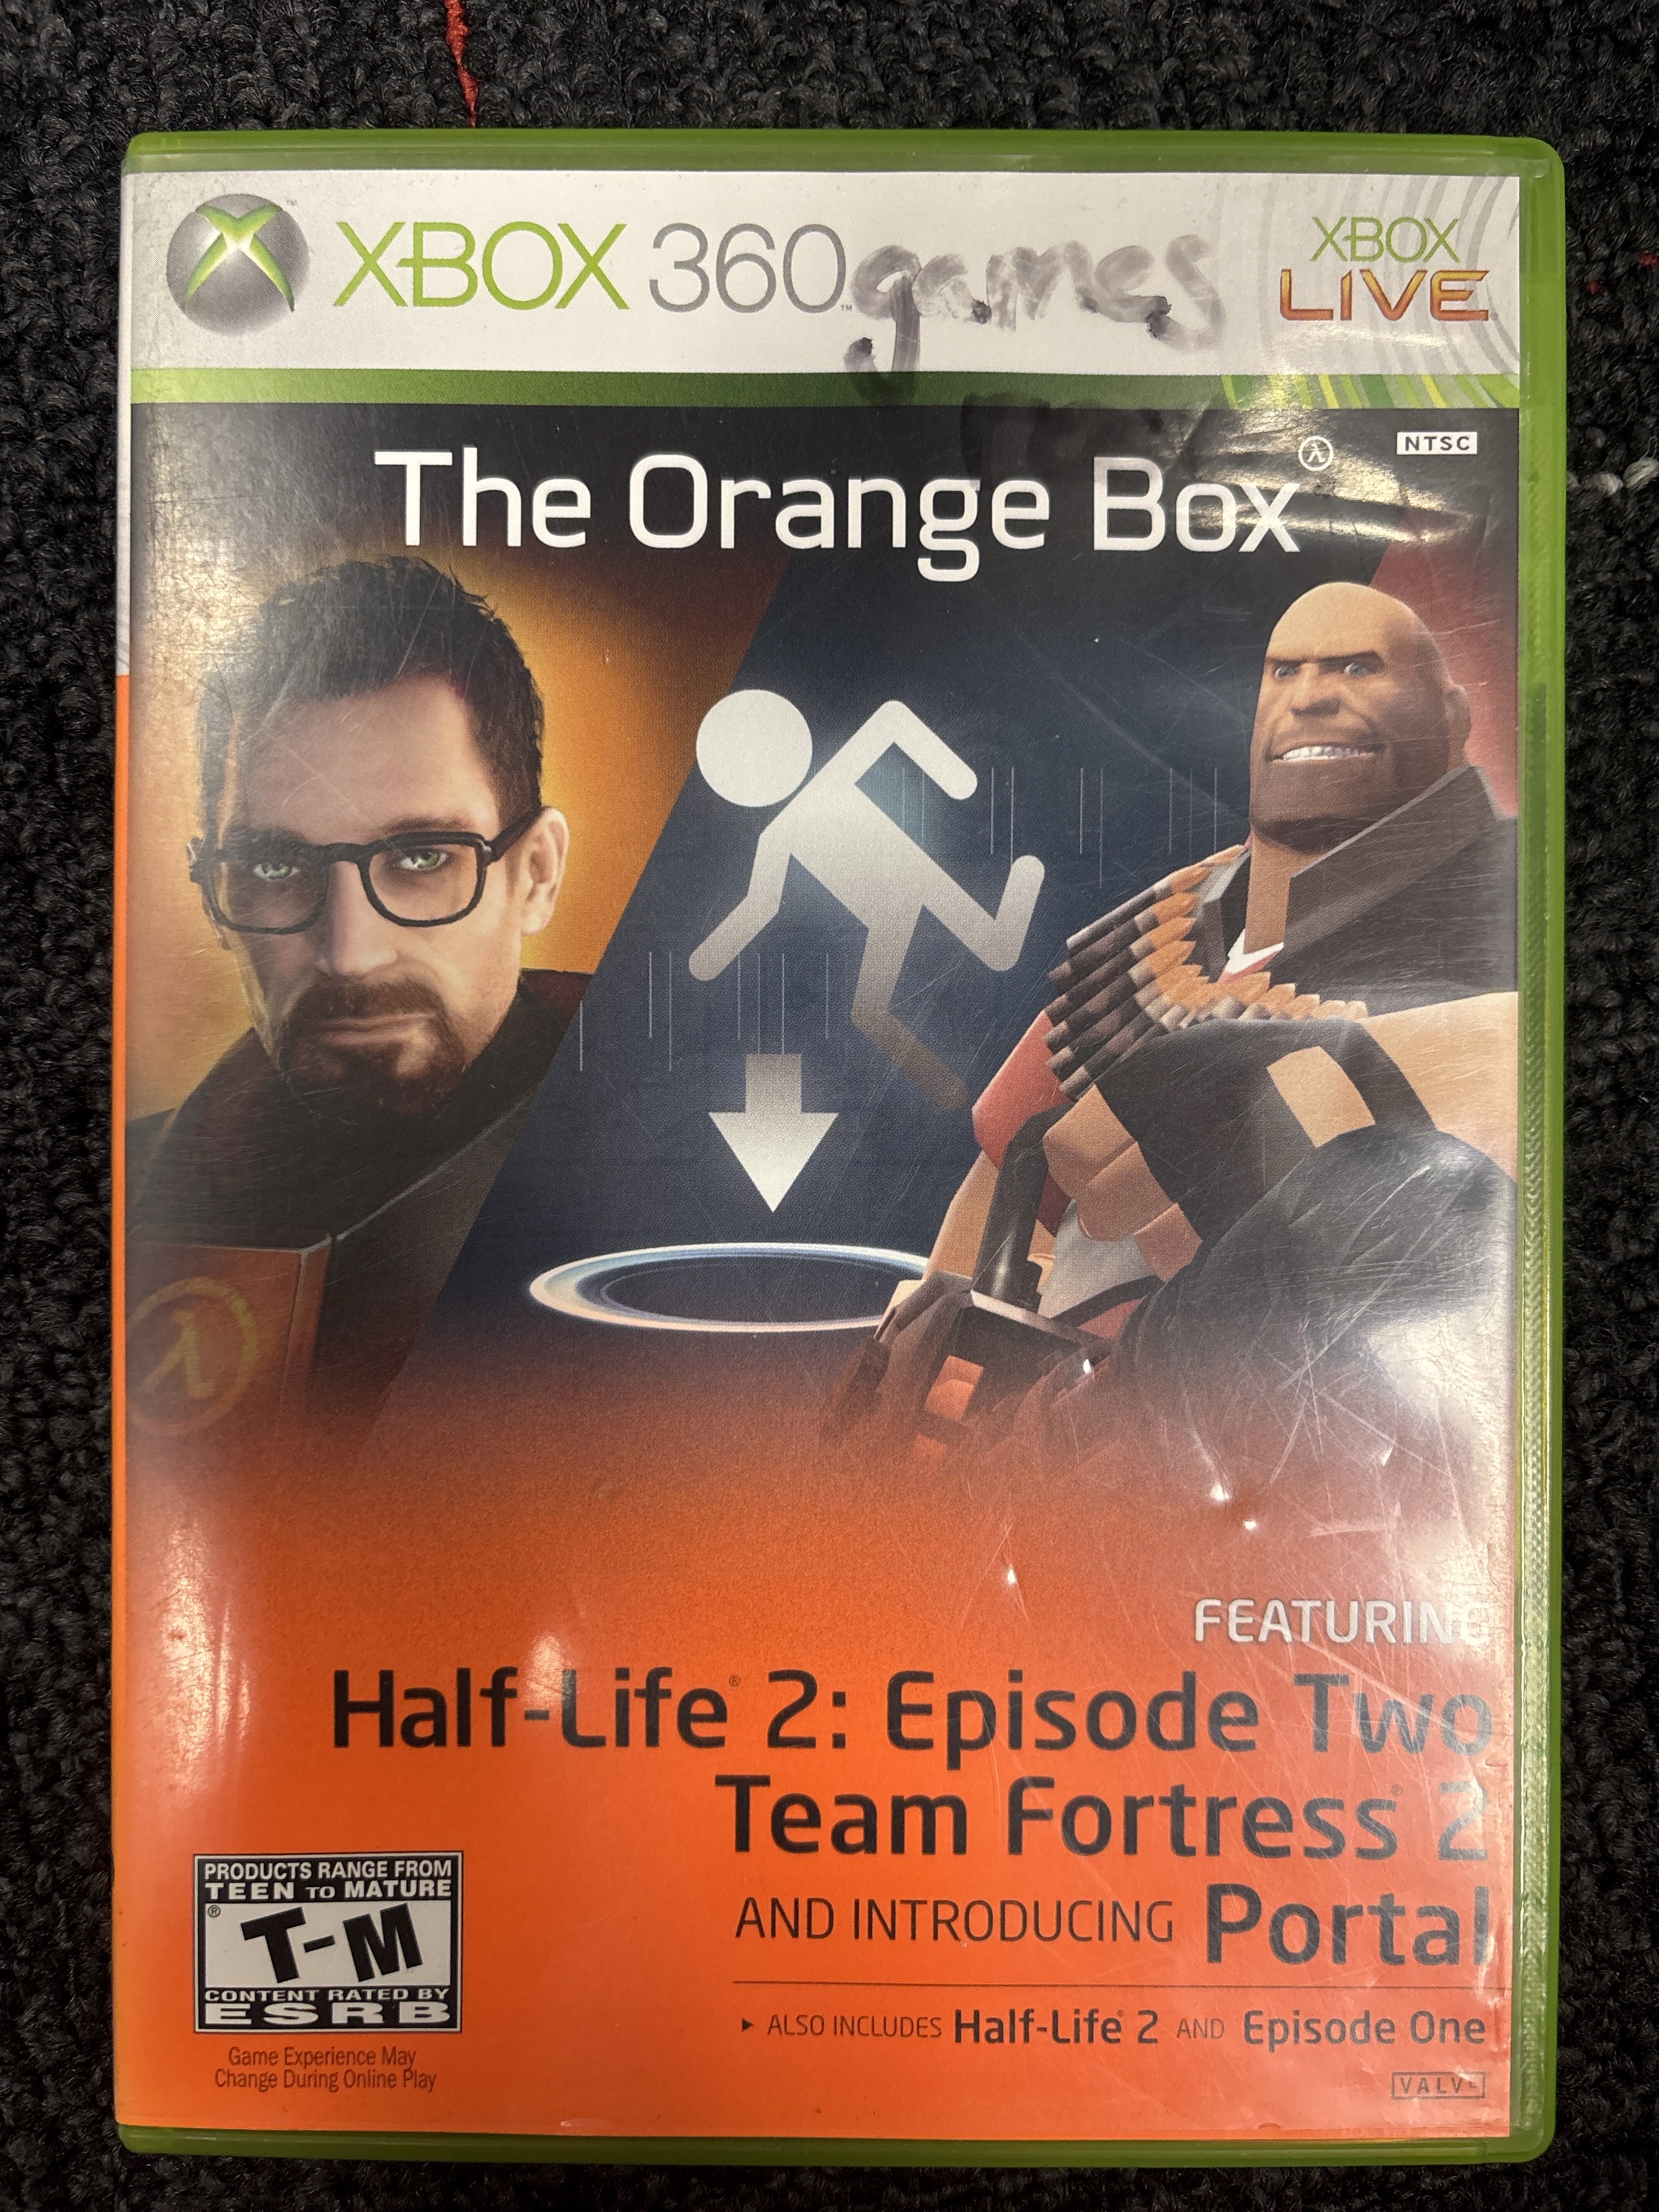 XBOX 360™ games XBOX LIVE
The Orange Box
NTSC
FEATURING
Half-Life® 2: Episode Two
Team Fortress® 2
AND INTRODUCING Portal
▸ ALSO INCLUDES Half-Life® 2 AND Episode One
VALVE
PRODUCTS RANGE FROM
TEEN TO MATURE
T-M
CONTENT RATED BY
ESRB
Game Experience May
Change During Online Play